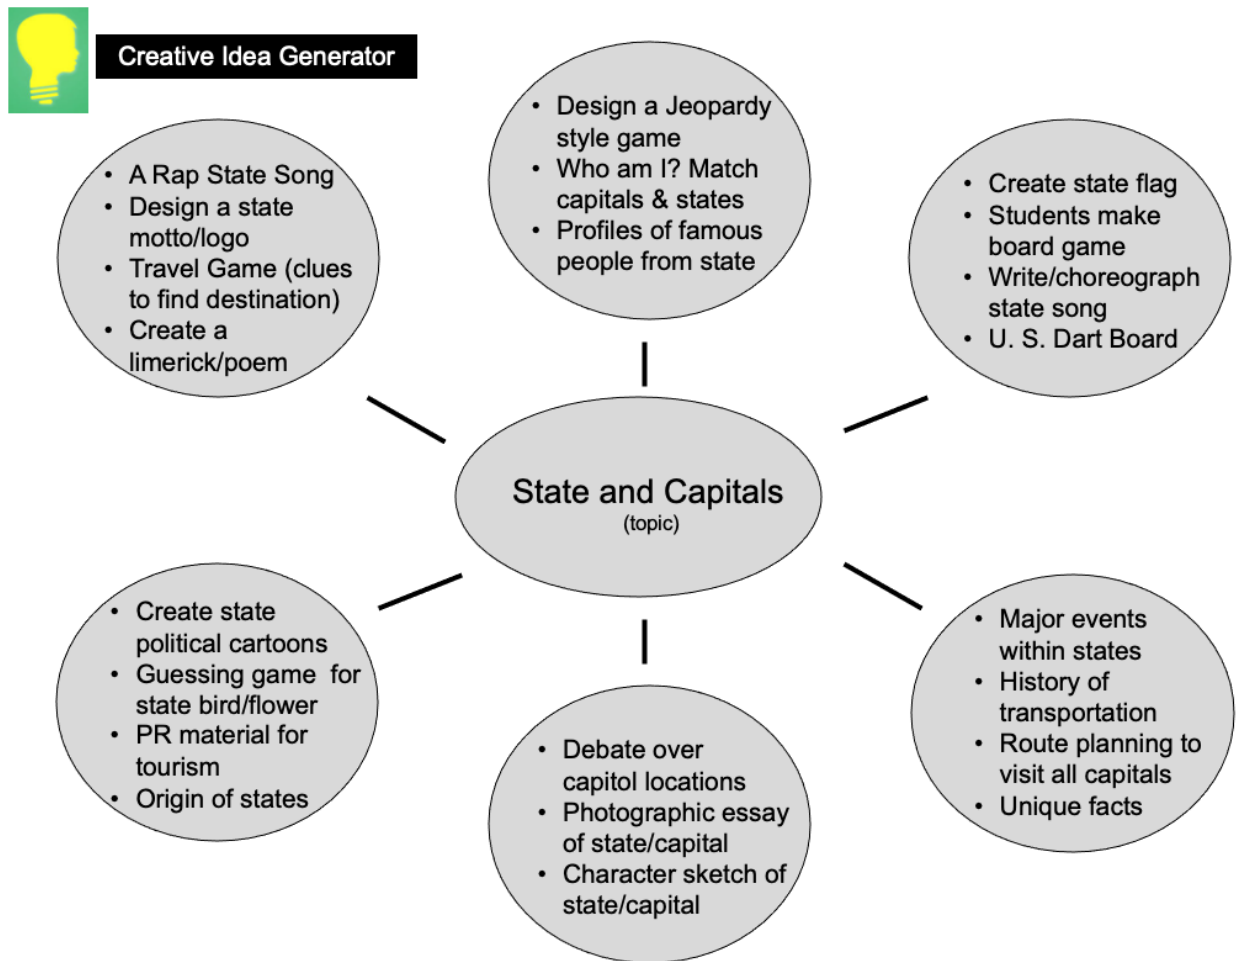 Creative Idea Generator
• A Rap State Song
• Design a state
motto/logo
• Travel Game (clues
to find destination)
• Create a
limerick/poem
• Design a Jeopardy
style game
• Who am I? Match
capitals & states
• Profiles of famous
people from state
• Create state flag
• Students make
board game
• Write/choreograph
state song
• U. S. Dart Board
State and Capitals
(topic)
• Create state
political cartoons
• Guessing game  for
state bird/flower
• PR material for
tourism
• Origin of states
• Debate over
capitol locations
• Photographic essay
of state/capital
• Character sketch of
state/capital
• Major events
within states
• History of
transportation
• Route planning to
visit all capitals
• Unique facts